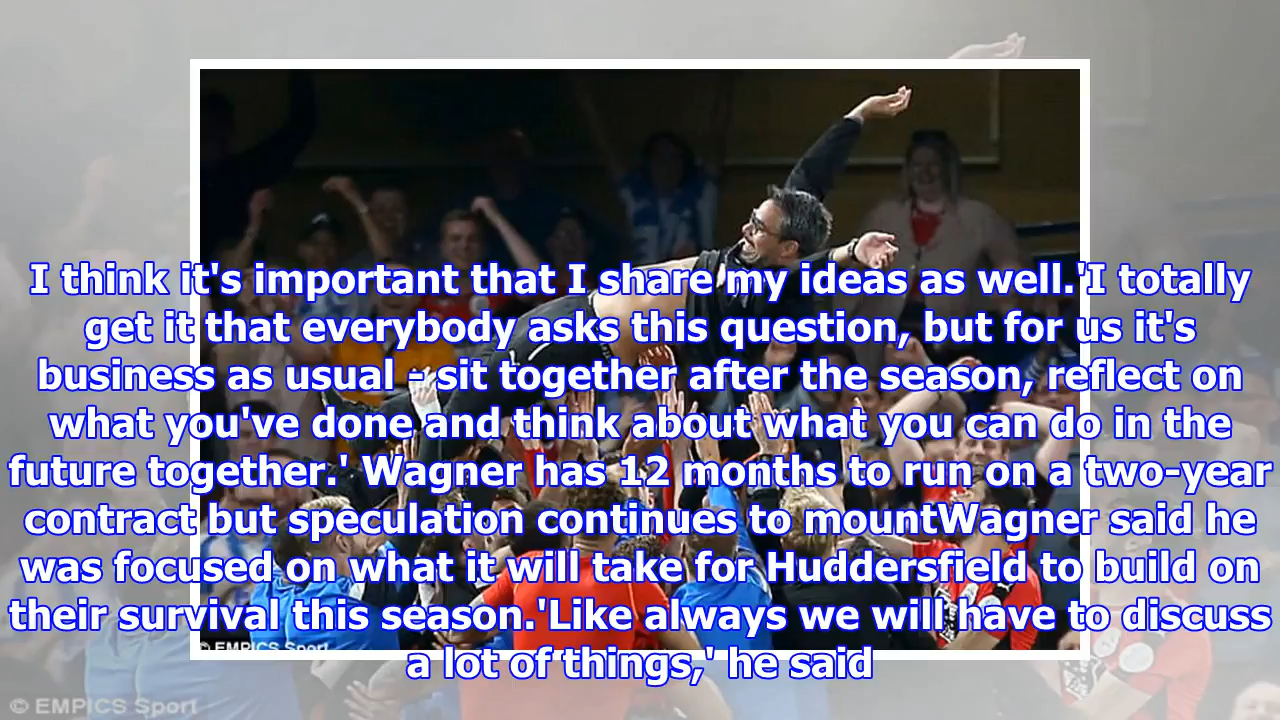 I think it's important that I share my ideas as well.'I totally
get it that everybody asks this question, but for us it's
business as usual - sit together after the season, reflect on
what you've done and think about what you can do in the
future together.' Wagner has 12 months to run on a two-year
contract but speculation continues to mountWagner said he
was focused on what it will take for Huddersfield to build on
their survival this season.'Like always we will have to discuss
a lot of things,' he said
© EMPICS Sport
© EMPICS Sport